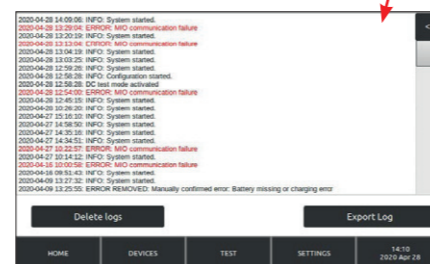 2020-04-28 14:09:06: INFO: System started.
2020-04-28 13:29:04: ERROR: MIO communication failure
2020-04-28 13:20:19: INFO: System started.
2020-04-28 13:13:04: ERROR: MIO communication failure
2020-04-28 13:04:19: INFO: System started.
2020-04-28 13:03:25: INFO: System started.
2020-04-28 12:59:26: INFO: System started.
2020-04-28 12:58:28: INFO: Configuration started.
2020-04-28 12:58:28: DC test mode activated
2020-04-28 12:54:00: ERROR: MIO communication failure
2020-04-28 12:45:15: INFO: System started.
2020-04-28 10:26:20: INFO: System started.
2020-04-27 15:16:10: INFO: System started.
2020-04-27 14:58:50: INFO: System started.
2020-04-27 14:35:16: INFO: System started.
2020-04-27 14:34:51: INFO: System started.
2020-04-27 10:22:57: ERROR: MIO communication failure
2020-04-27 10:14:12: INFO: System started.
2020-04-16 10:00:58: ERROR: MIO communication failure
2020-04-16 09:51:43: INFO: System started.
2020-04-09 13:27:32: INFO: System started.
2020-04-09 13:25:55: ERROR REMOVED: Manually confirmed error: Battery missing or charging error
<
Delete logs
Export Log
HOME
DEVICES
TEST
SETTINGS
14:10
2020 Apr 28